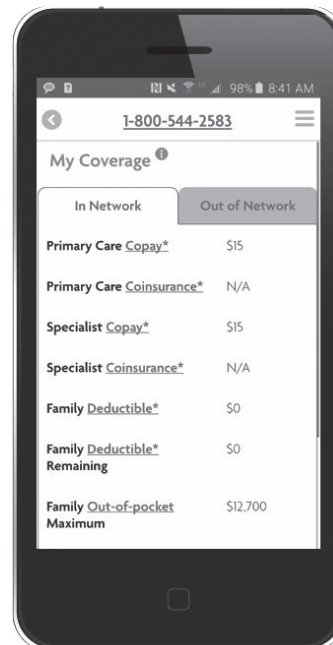 98% 8:41 AM
1-800-544-2583
My Coverage i
In Network Out of Network
Primary Care Copay* $15
Primary Care Coinsurance* N/A
Specialist Copay* $15
Specialist Coinsurance* N/A
Family Deductible* $0
Family Deductible* $0
Remaining
Family Out-of-pocket $12,700
Maximum